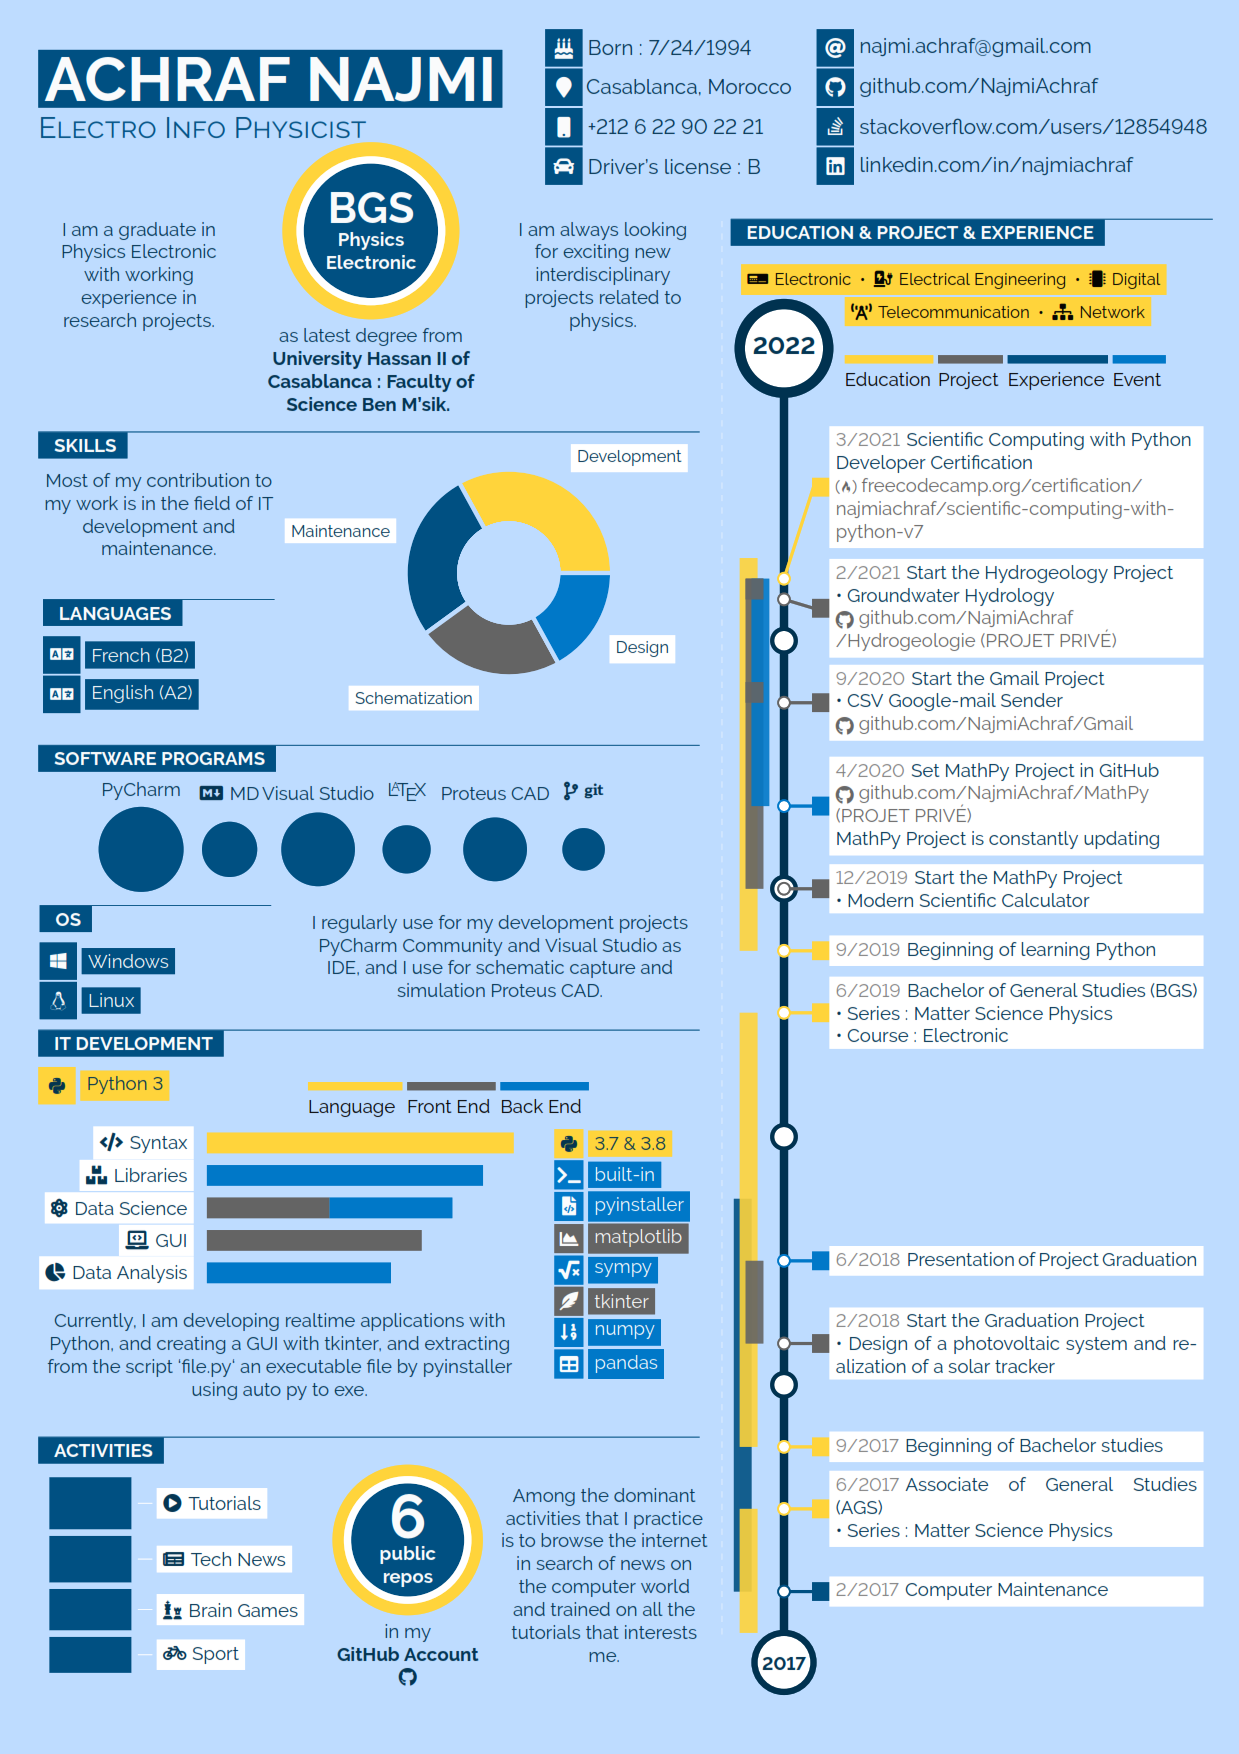 ACHRAF NAJMI
ELECTRO INFO PHYSICIST
Born : 7/24/1994
Casablanca, Morocco
+212 6 22 90 22 21
Driver's license : B
najmi.achraf@gmail.com
github.com/NajmiAchraf
stackoverflow.com/users/12854948
linkedin.com/in/najmiachraf
I am a graduate in
Physics Electronic
with working
experience in
research projects.
BGS
Physics
Electronic
as latest degree from
University Hassan II of
Casablanca : Faculty of
Science Ben M'sik.
I am always looking
for exciting new
interdisciplinary
projects related to
physics.
SKILLS
Most of my contribution to
my work is in the field of IT
development and
maintenance.
Development
Maintenance
Design
Schematization
LANGUAGES
French (B2)
English (A2)
SOFTWARE PROGRAMS
PyCharm
MD Visual Studio
LATEX
Proteus CAD
git
OS
Windows
Linux
I regularly use for my development projects
PyCharm Community and Visual Studio as
IDE, and I use for schematic capture and
simulation Proteus CAD.
IT DEVELOPMENT
Python 3
Language Front End Back End
Syntax
Libraries
Data Science
GUI
Data Analysis
3.7 & 3.8
built-in
pyinstaller
matplotlib
sympy
tkinter
numpy
pandas
Currently, I am developing realtime applications with
Python, and creating a GUI with tkinter, and extracting
from the script 'file.py' an executable file by pyinstaller
using auto py to exe.
ACTIVITIES
Tutorials
Tech News
Brain Games
Sport
6
public
repos
in my
GitHub Account
Among the dominant
activities that I practice
is to browse the internet
in search of news on
the computer world
and trained on all the
tutorials that interests
me.
EDUCATION & PROJECT & EXPERIENCE
Electronic • Electrical Engineering • Digital
Telecommunication • Network
2022
Education Project Experience Event
3/2021 Scientific Computing with Python
Developer Certification
freecodecamp.org/certification/
najmiachraf/scientific-computing-with-
python-v7
2/2021 Start the Hydrogeology Project
• Groundwater Hydrology
github.com/NajmiAchraf
/Hydrogeologie (PROJET PRIVÉ)
9/2020 Start the Gmail Project
• CSV Google-mail Sender
github.com/NajmiAchraf/Gmail
4/2020 Set MathPy Project in GitHub
github.com/NajmiAchraf/MathPy
(PROJET PRIVÉ)
MathPy Project is constantly updating
12/2019 Start the MathPy Project
• Modern Scientific Calculator
9/2019 Beginning of learning Python
6/2019 Bachelor of General Studies (BGS)
• Series : Matter Science Physics
• Course : Electronic
6/2018 Presentation of Project Graduation
2/2018 Start the Graduation Project
• Design of a photovoltaic system and re-
alization of a solar tracker
9/2017 Beginning of Bachelor studies
6/2017 Associate of General Studies
(AGS)
• Series : Matter Science Physics
2/2017 Computer Maintenance
2017